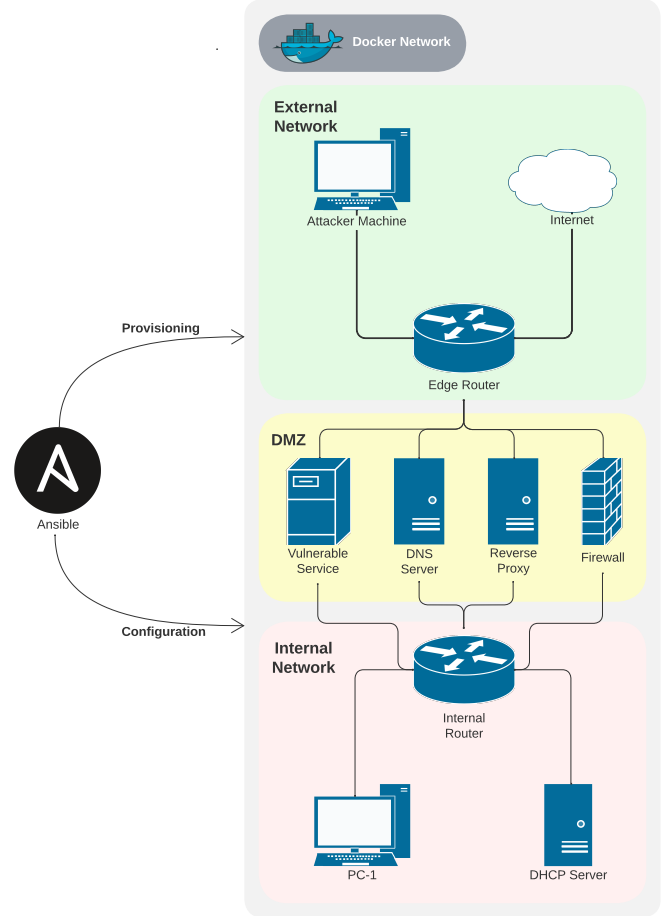 Docker Network
External
Network
Attacker Machine
Internet
Provisioning
Edge Router
DMZ
Ansible
Vulnerable
Service
DNS
Server
Reverse
Proxy
Firewall
Configuration
Internal
Network
Internal
Router
PC-1
DHCP Server